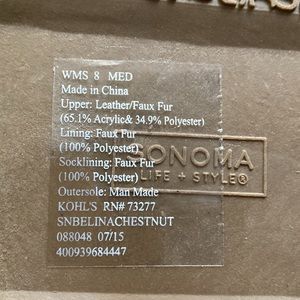 WMS 8 MED
Made in China
Upper: Leather/Faux Fur
(65.1% Acrylic& 34.9% Polyester)
Lining: Faux Fur
(100% Polyester)
Socklining: Faux Fur
(100% Polyester)
Outersole: Man Made
KOHL'S RN# 73277
SNBELINACHESTNUT
088048 07/15
400939684447
SONOMA
LIFE + STYLE®